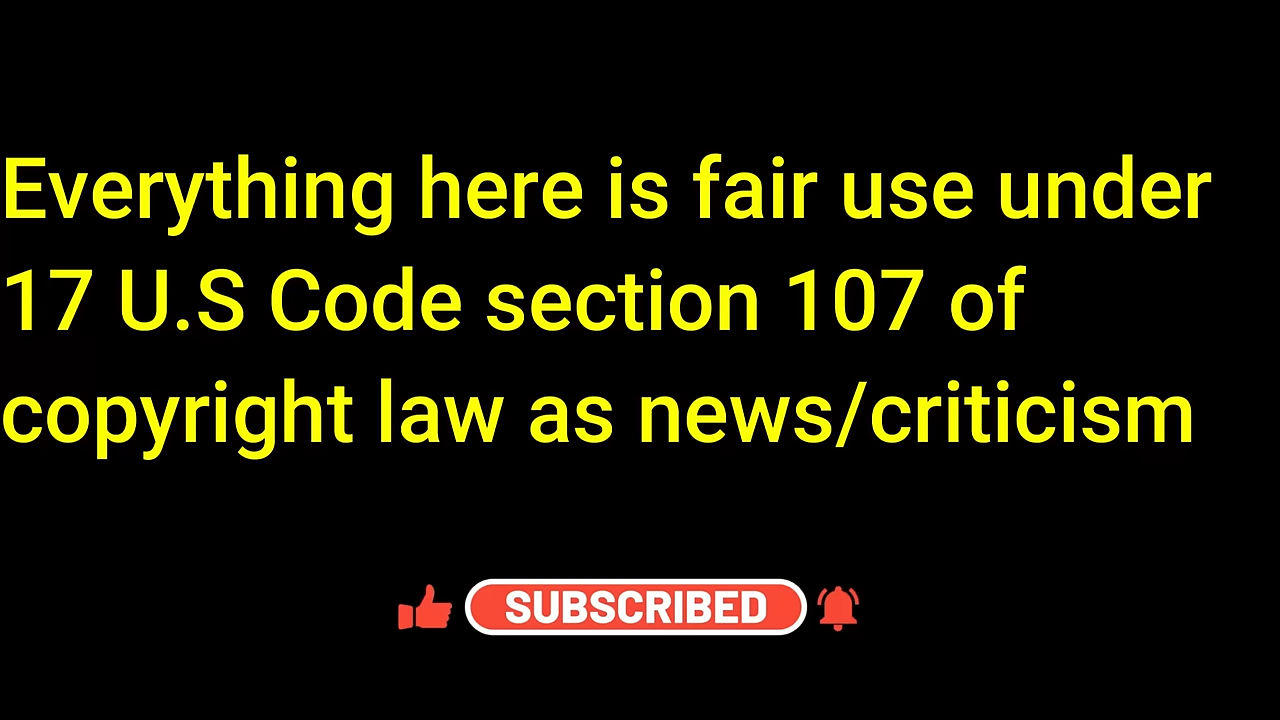 Everything here is fair use under
17 U.S Code section 107 of
copyright law as news/criticism
SUBSCRIBED